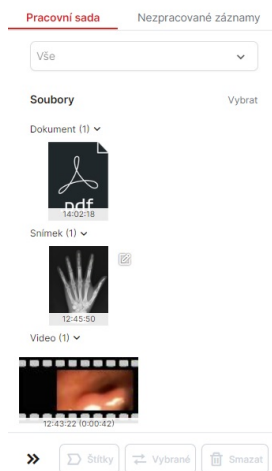 Pracovní sada
Nezpracované záznamy
Vše
Soubory
Vybrat
Dokument (1)
pdf
14:02:18
Snímek (1)
12:45:50
Video (1)
12:43:22 (0:00:42)
Štítky
Vybrané
Smazat